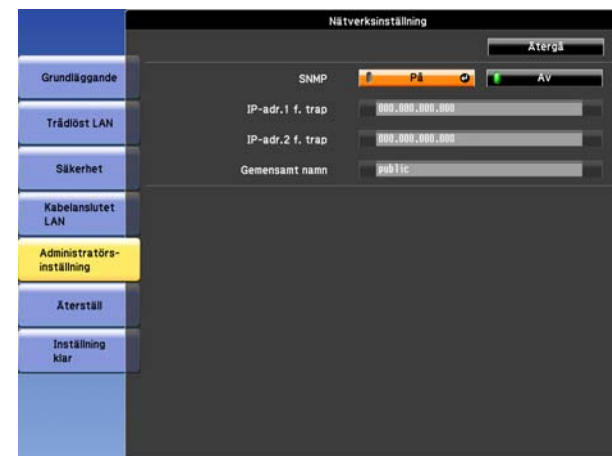 Nätverksinställning
Återgå
Grundläggande
Trådlöst LAN
Säkerhet
Kabelanslutet
LAN
Administratörs-
inställning
Återställ
Inställning
klar
SNMP
På
Av
IP-adr.1 f. trap
000.000.000.000
IP-adr.2 f. trap
000.000.000.000
Gemensamt namn
public